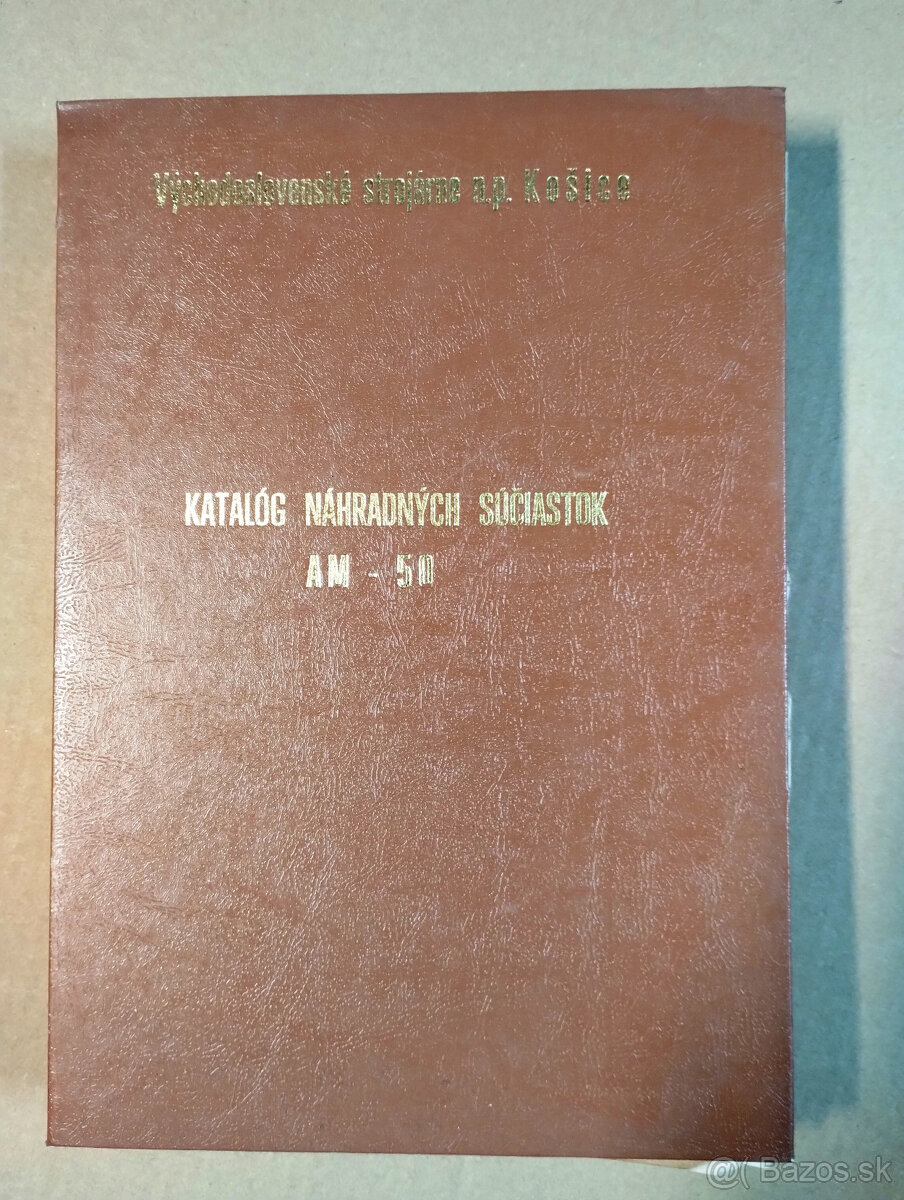 Východoslovenské strojárne n.p. Košice
KATALÓG NÁHRADNÝCH SÚČIASTOK
AM - 50
@( Bazos.sk